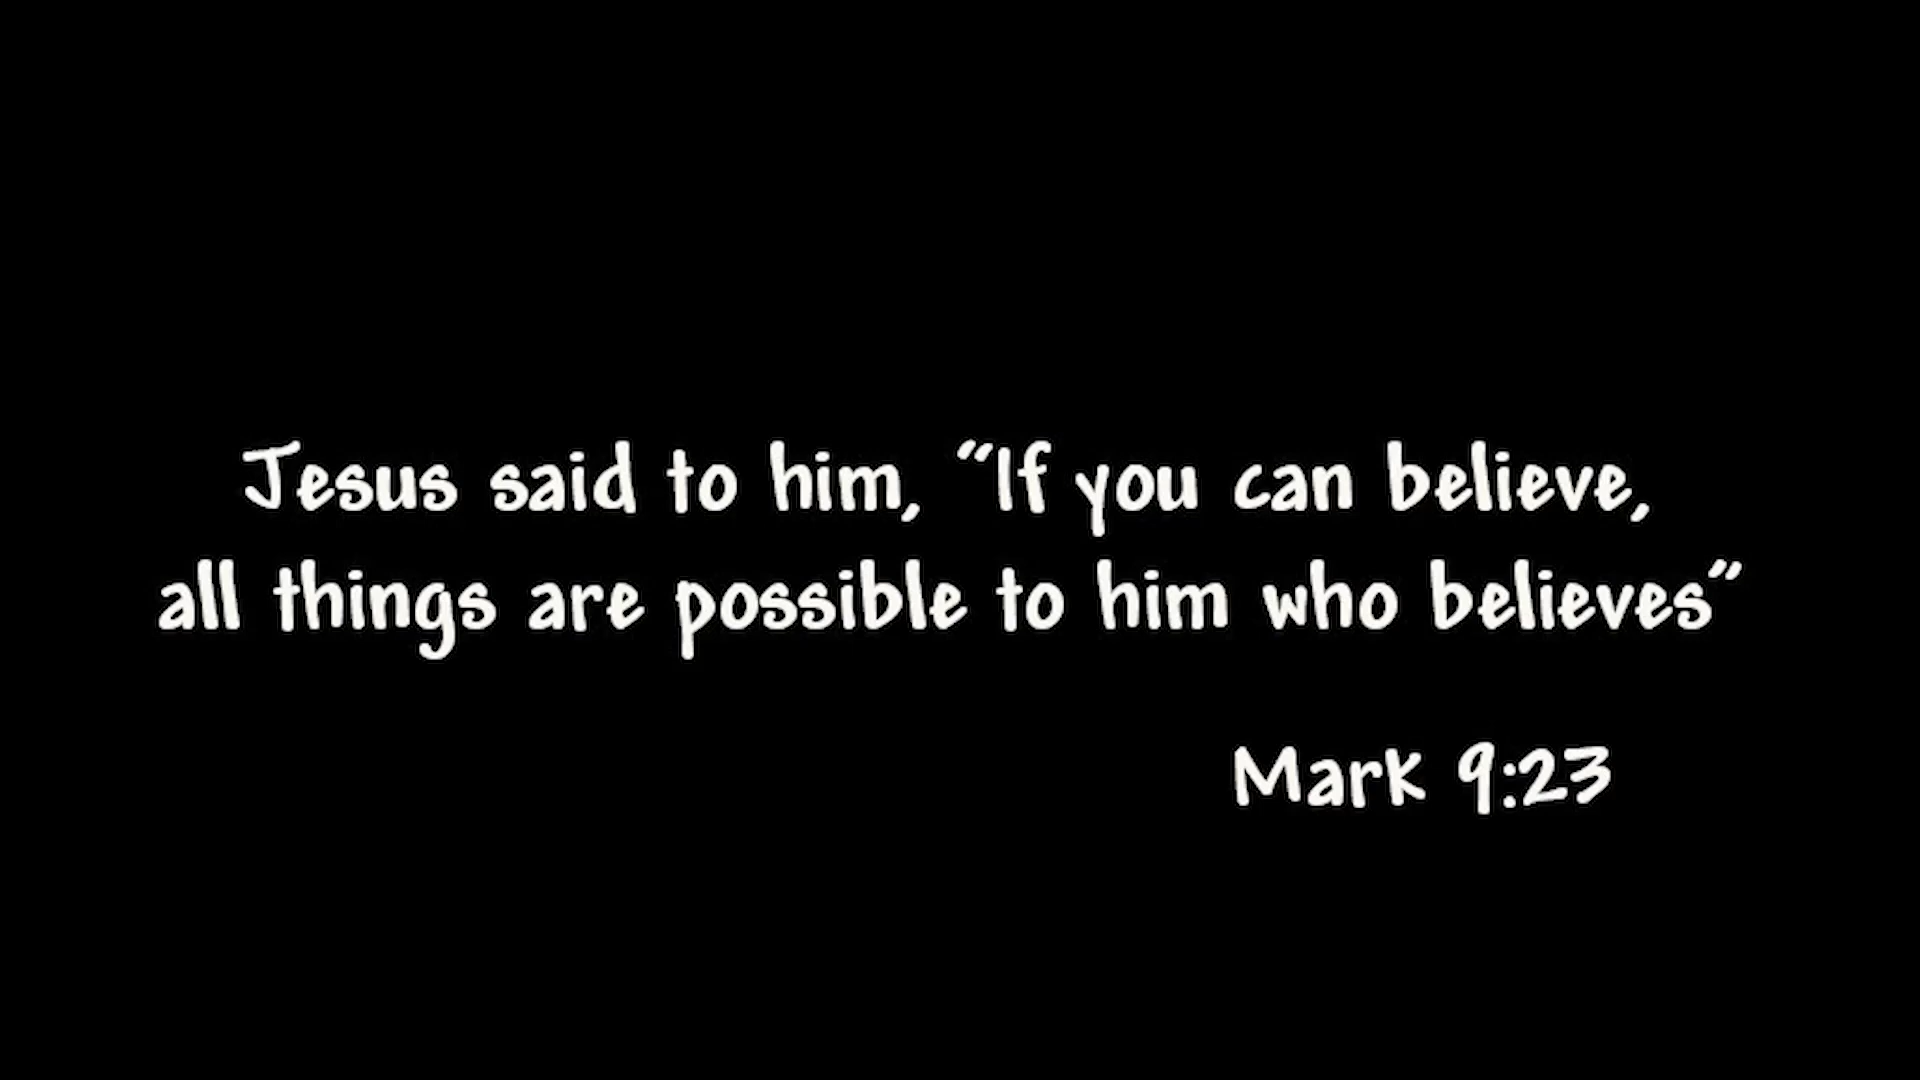 Jesus said to him, “If you can believe,
all things are possible to him who believes”
Mark 9:23